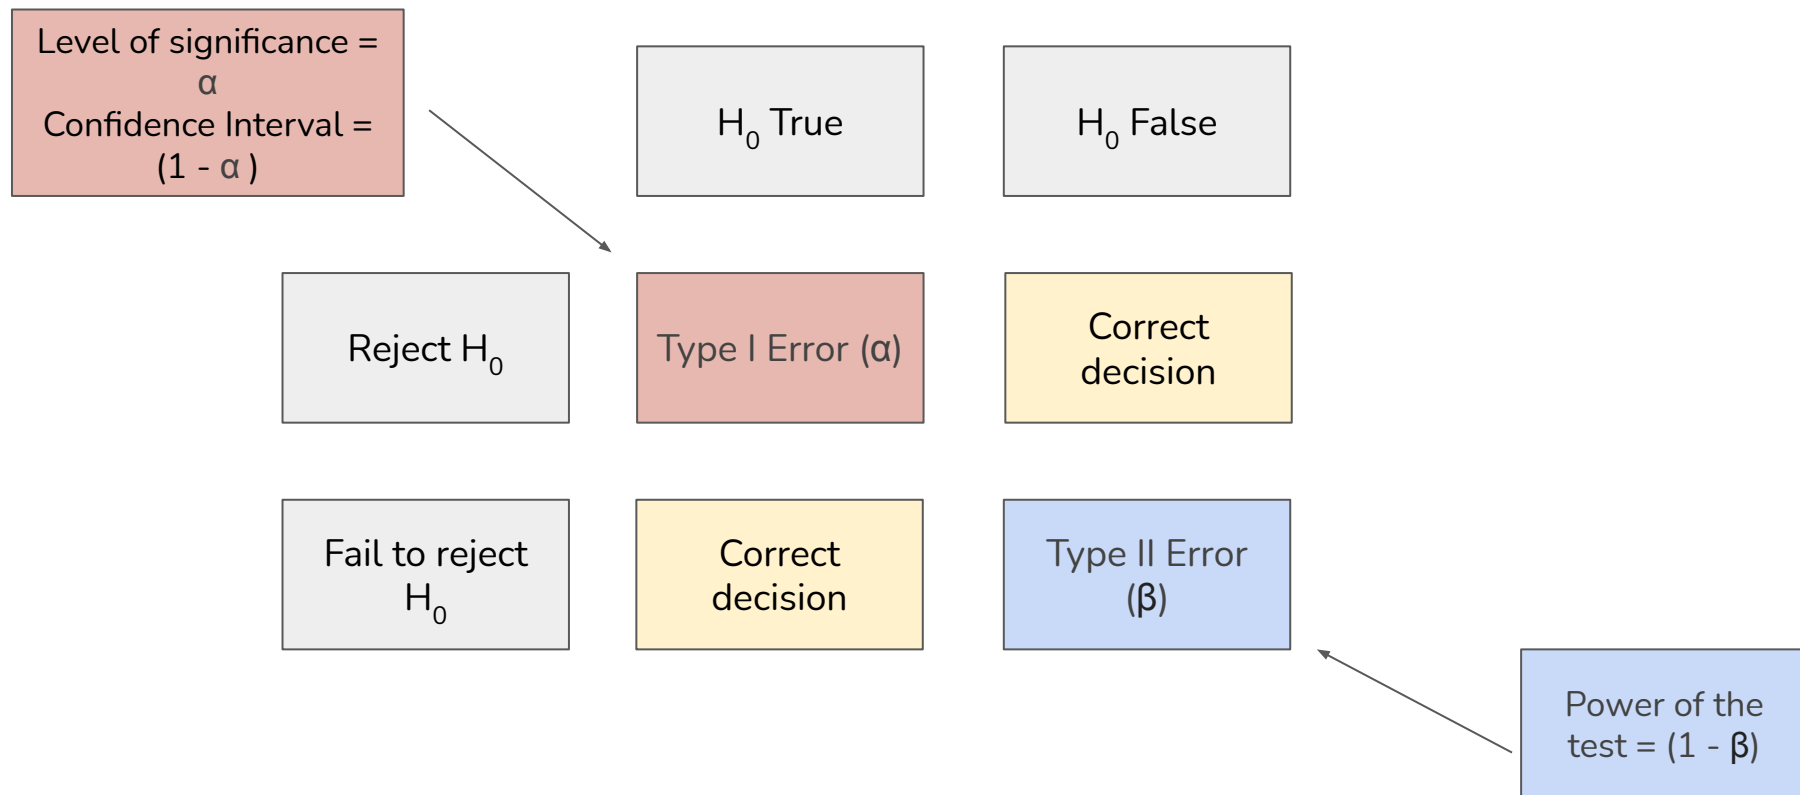 Level of significance =
α
Confidence Interval =
(1 - α )
H₀ True
H₀ False
Reject H₀
Type I Error (α)
Correct
decision
Fail to reject
H₀
Correct
decision
Type II Error
(β)
Power of the
test = (1 - β)